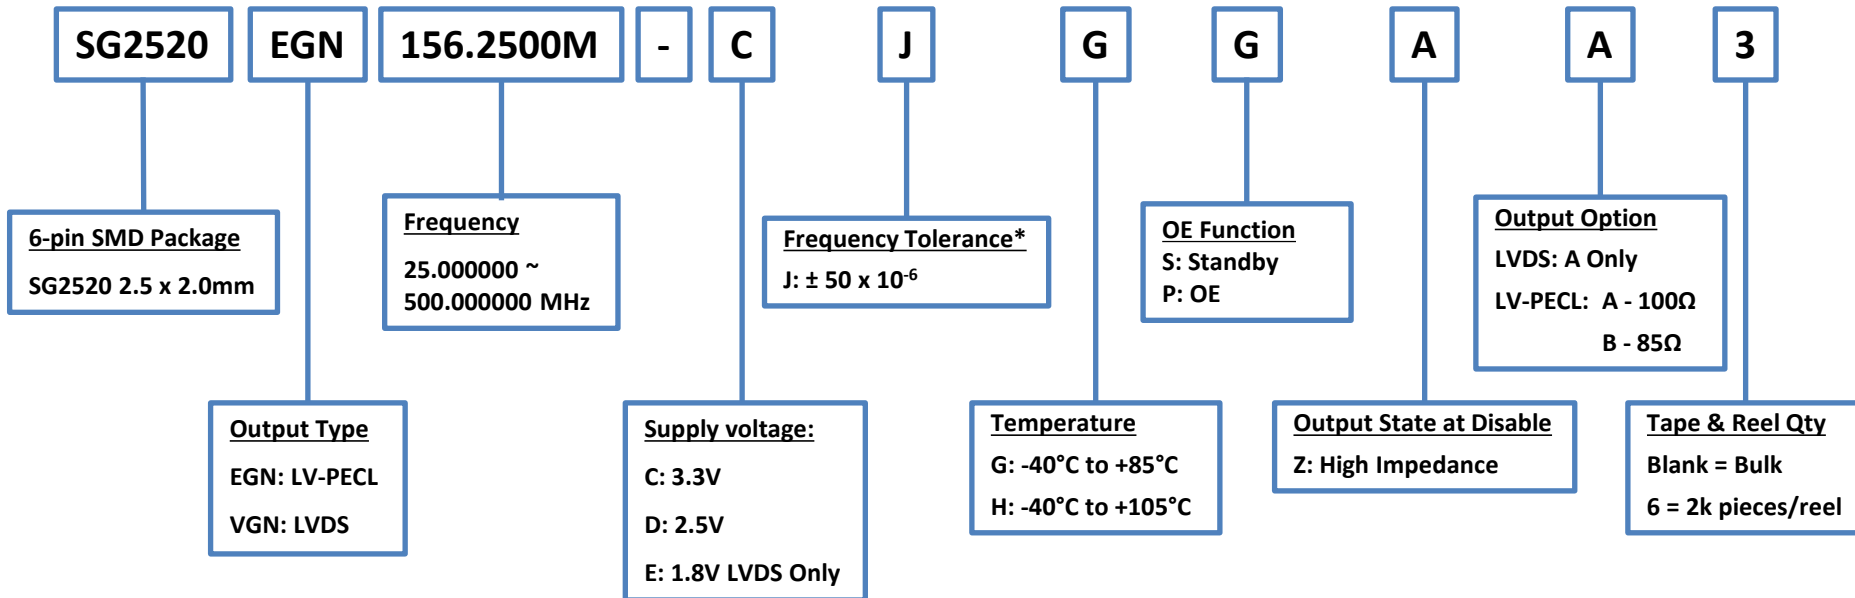 SG2520 EGN 156.2500M - C J G G A A 3
6-pin SMD Package
SG2520 2.5 x 2.0mm
Frequency
25.000000 ~
500.000000 MHz
Frequency Tolerance*
J: ± 50 x 10⁻⁶
OE Function
S: Standby
P: OE
Output Option
LVDS: A Only
LV-PECL: A - 100Ω
B - 85Ω
Output Type
EGN: LV-PECL
VGN: LVDS
Supply voltage:
C: 3.3V
D: 2.5V
E: 1.8V LVDS Only
Temperature
G: -40°C to +85°C
H: -40°C to +105°C
Output State at Disable
Z: High Impedance
Tape & Reel Qty
Blank = Bulk
6 = 2k pieces/reel